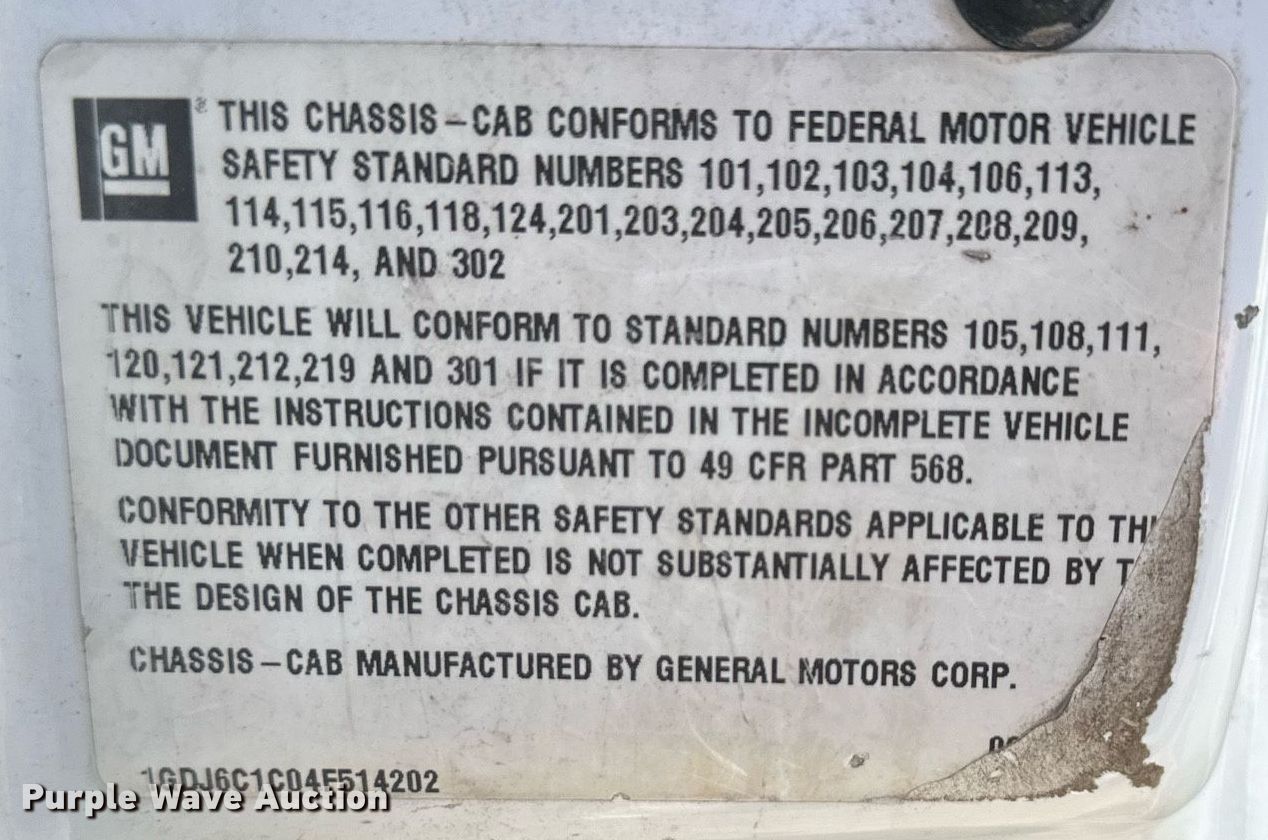 GM
®
THIS CHASSIS-CAB CONFORMS TO FEDERAL MOTOR VEHICLE
SAFETY STANDARD NUMBERS 101,102,103,104,106,113,
114,115,116,118,124,201,203,204,205,206,207,208,209,
210,214, AND 302
THIS VEHICLE WILL CONFORM TO STANDARD NUMBERS 105,108,111,
120,121,212,219 AND 301 IF IT IS COMPLETED IN ACCORDANCE
WITH THE INSTRUCTIONS CONTAINED IN THE INCOMPLETE VEHICLE
DOCUMENT FURNISHED PURSUANT TO 49 CFR PART 568.
CONFORMITY TO THE OTHER SAFETY STANDARDS APPLICABLE TO
VEHICLE WHEN COMPLETED IS NOT SUBSTANTIALLY AFFECTED BY
THE DESIGN OF THE CHASSIS CAB.
CHASSIS-CAB MANUFACTURED BY GENERAL MOTORS CORP.
1GDJ6C1C04F514202
Purple Wave Auction